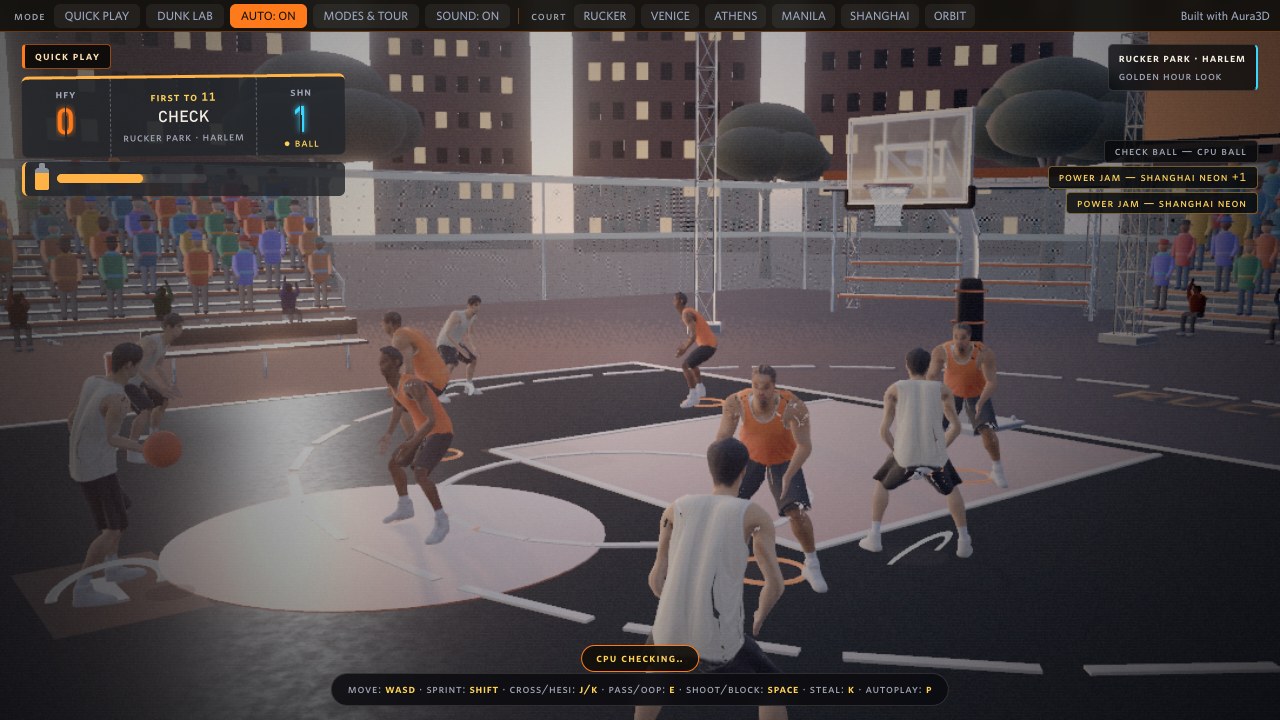 MODE QUICK PLAY DUNK LAB AUTO: ON MODES & TOUR SOUND: ON COURT RUCKER VENICE ATHENS MANILA SHANGHAI ORBIT Built with Aura3D
QUICK PLAY
RUCKER PARK · HARLEM
GOLDEN HOUR LOOK
HFY
0
FIRST TO 11
CHECK
RUCKER PARK · HARLEM
SHN
1
● BALL
CHECK BALL — CPU BALL
POWER JAM — SHANGHAI NEON +1
POWER JAM — SHANGHAI NEON
CPU CHECKING..
MOVE: WASD · SPRINT: SHIFT · CROSS/HESI: J/K · PASS/OOP: E · SHOOT/BLOCK: SPACE · STEAL: K · AUTOPLAY: P